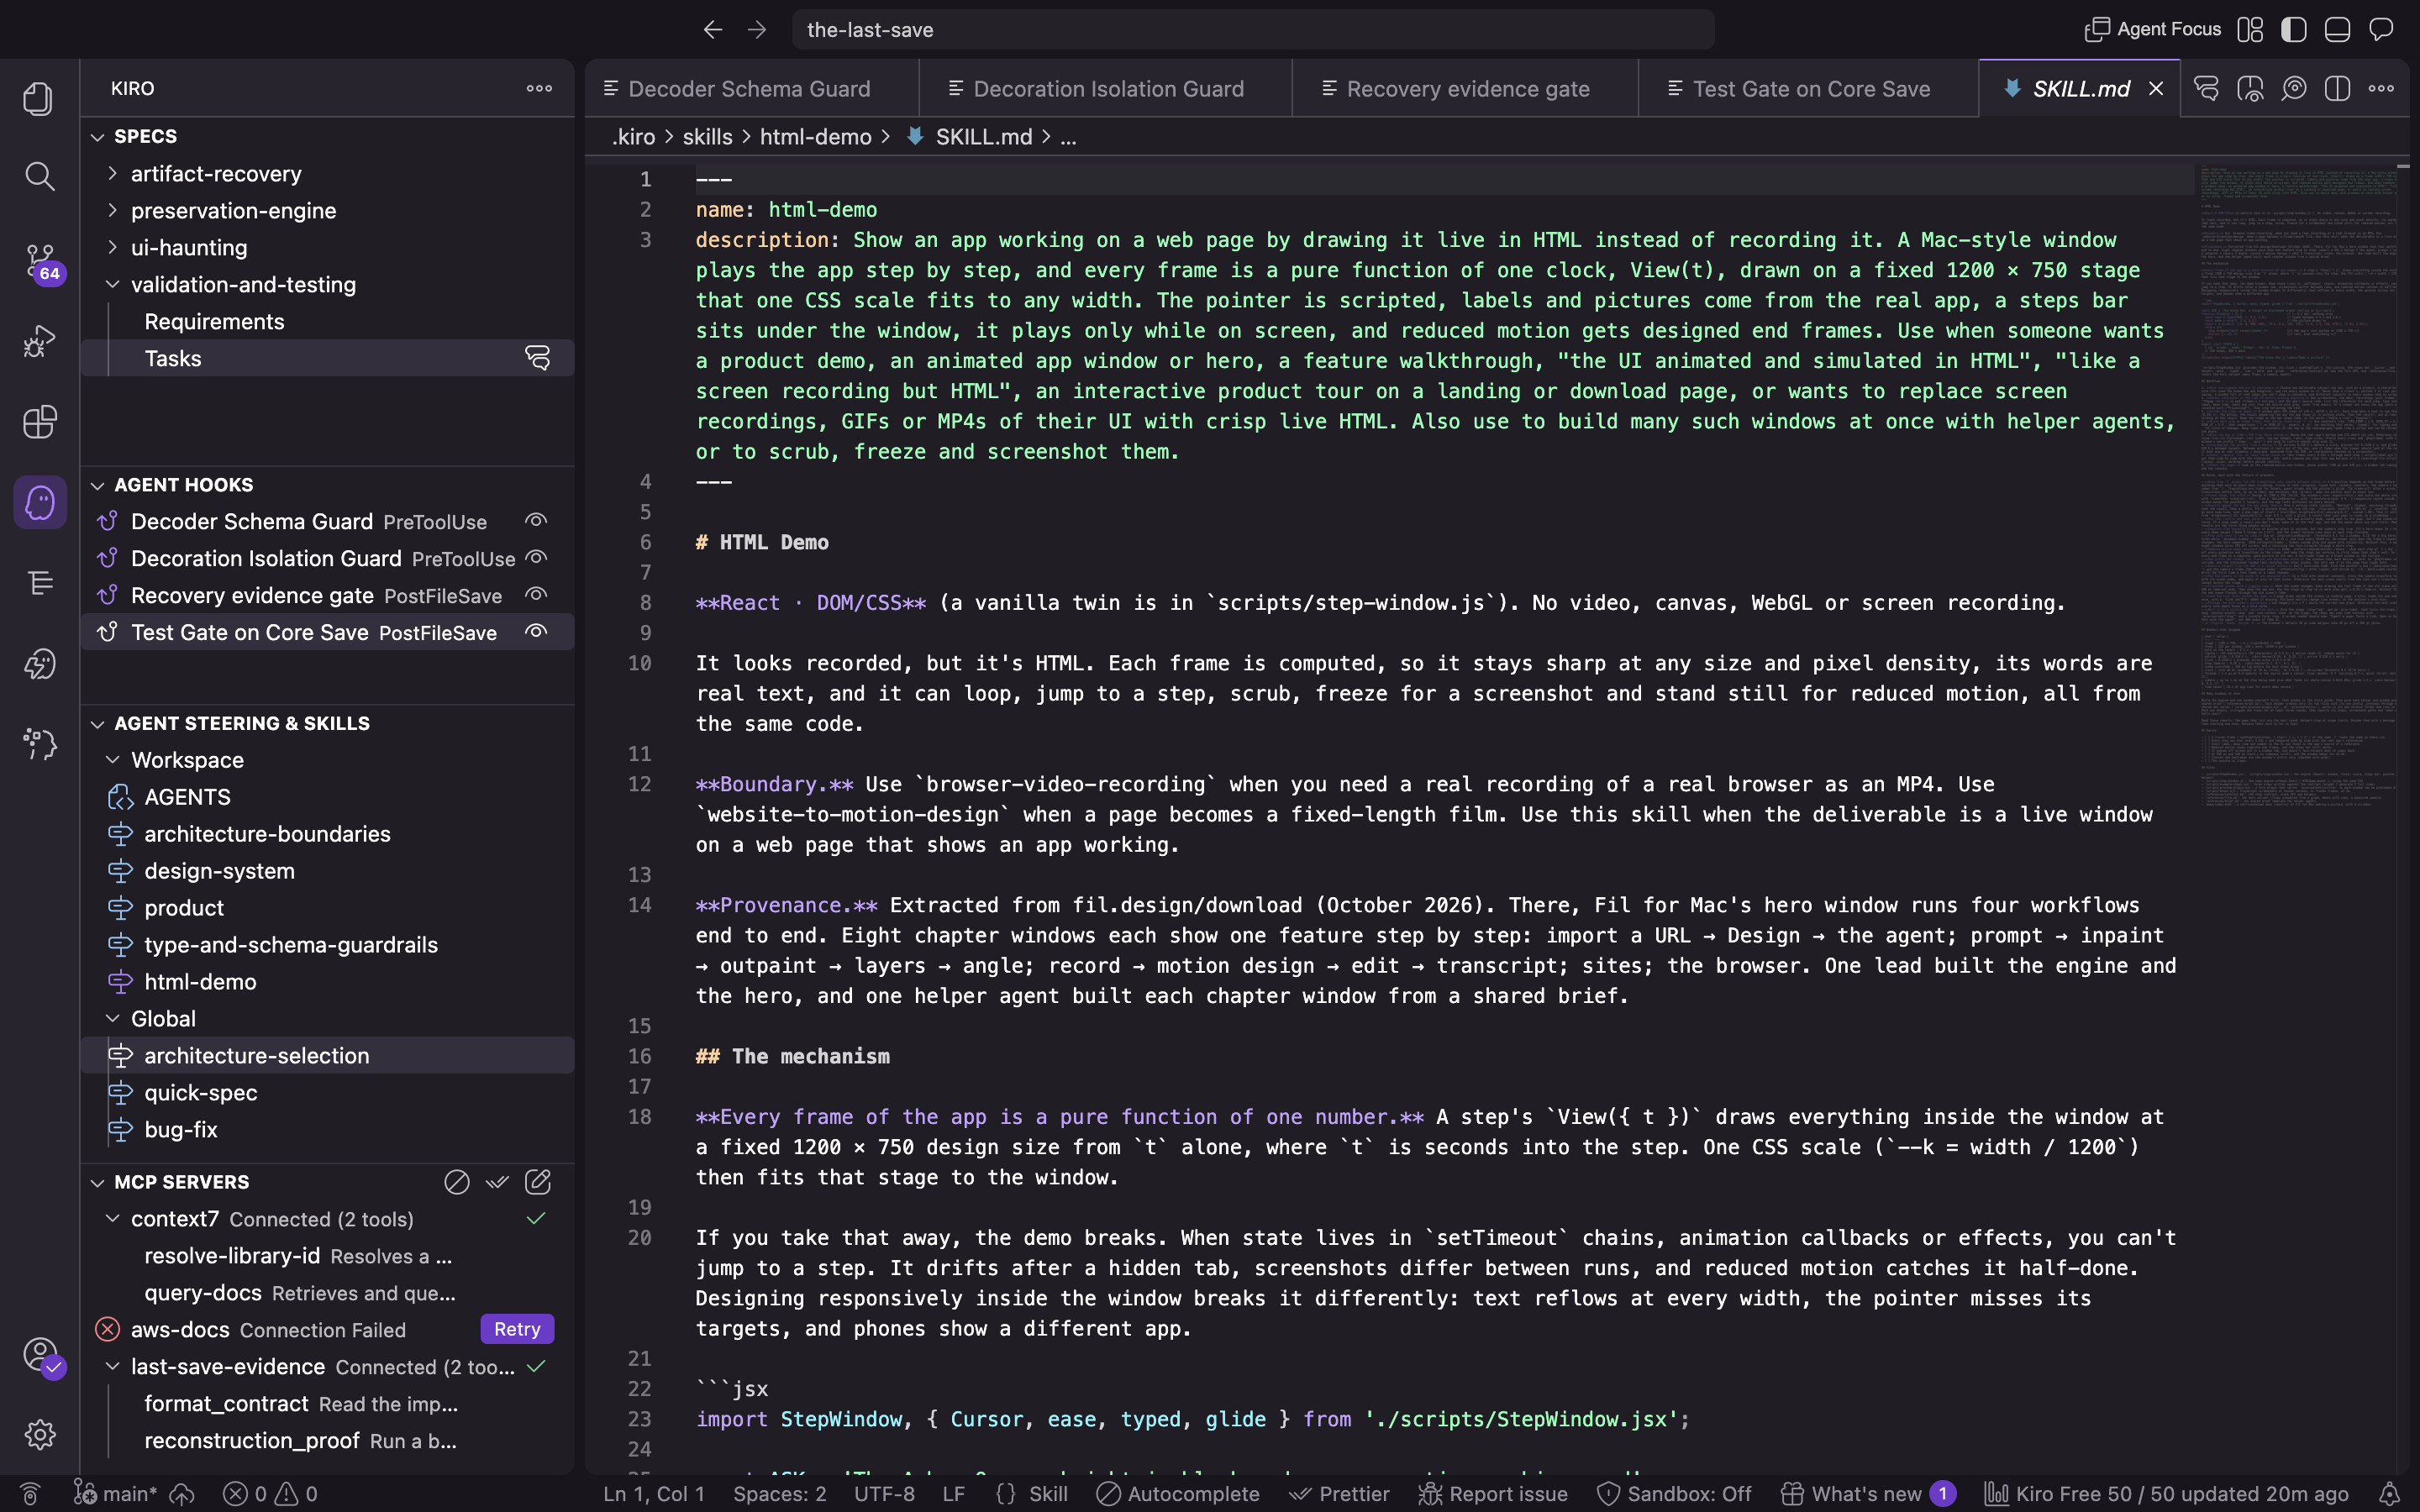 the-last-save
Agent Focus
KIRO
SPECS
artifact-recovery
preservation-engine
ui-haunting
validation-and-testing
Requirements
Tasks
64
AGENT HOOKS
Decoder Schema Guard PreToolUse
Decoration Isolation Guard PreToolUse
Recovery evidence gate PostFileSave
Test Gate on Core Save PostFileSave
AGENT STEERING & SKILLS
Workspace
AGENTS
architecture-boundaries
design-system
product
type-and-schema-guardrails
html-demo
Global
architecture-selection
quick-spec
bug-fix
MCP SERVERS
context7 Connected (2 tools)
resolve-library-id Resolves a ...
query-docs Retrieves and que...
aws-docs Connection Failed Retry
last-save-evidence Connected (2 too...
format_contract Read the imp...
reconstruction_proof Run a b...
Decoder Schema Guard
Decoration Isolation Guard
Recovery evidence gate
Test Gate on Core Save
SKILL.md
.kiro > skills > html-demo > SKILL.md > ...
1 ---
2 name: html-demo
3 description: Show an app working on a web page by drawing it live in HTML instead of recording it. A Mac-style window
plays the app step by step, and every frame is a pure function of one clock, View(t), drawn on a fixed 1200 × 750 stage
that one CSS scale fits to any width. The pointer is scripted, labels and pictures come from the real app, a steps bar
sits under the window, it plays only while on screen, and reduced motion gets designed end frames. Use when someone wants
a product demo, an animated app window or hero, a feature walkthrough, "the UI animated and simulated in HTML", "like a
screen recording but HTML", an interactive product tour on a landing or download page, or wants to replace screen
recordings, GIFs or MP4s of their UI with crisp live HTML. Also use to build many such windows at once with helper agents,
or to scrub, freeze and screenshot them.
4 ---
5
6 # HTML Demo
7
8 **React · DOM/CSS** (a vanilla twin is in `scripts/step-window.js`). No video, canvas, WebGL or screen recording.
9
10 It looks recorded, but it's HTML. Each frame is computed, so it stays sharp at any size and pixel density, its words are
real text, and it can loop, jump to a step, scrub, freeze for a screenshot and stand still for reduced motion, all from
the same code.
11
12 **Boundary.** Use `browser-video-recording` when you need a real recording of a real browser as an MP4. Use
`website-to-motion-design` when a page becomes a fixed-length film. Use this skill when the deliverable is a live window
on a web page that shows an app working.
13
14 **Provenance.** Extracted from fil.design/download (October 2026). There, Fil for Mac's hero window runs four workflows
end to end. Eight chapter windows each show one feature step by step: import a URL → Design → the agent; prompt → inpaint
→ outpaint → layers → angle; record → motion design → edit → transcript; sites; the browser. One lead built the engine and
the hero, and one helper agent built each chapter window from a shared brief.
15
16 ## The mechanism
17
18 **Every frame of the app is a pure function of one number.** A step's `View({ t })` draws everything inside the window at
a fixed 1200 × 750 design size from `t` alone, where `t` is seconds into the step. One CSS scale (`--k = width / 1200`)
then fits that stage to the window.
19
20 If you take that away, the demo breaks. When state lives in `setTimeout` chains, animation callbacks or effects, you can't
jump to a step. It drifts after a hidden tab, screenshots differ between runs, and reduced motion catches it half-done.
Designing responsively inside the window breaks it differently: text reflows at every width, the pointer misses its
targets, and phones show a different app.
21
22 ```jsx
23 import StepWindow, { Cursor, ease, typed, glide } from './scripts/StepWindow.jsx';
24
main* 0 0
Ln 1, Col 1
Spaces: 2
UTF-8
LF
{} Skill
Autocomplete
Prettier
Report issue
Sandbox: Off
What's new 1
Kiro Free 50 / 50 updated 20m ago